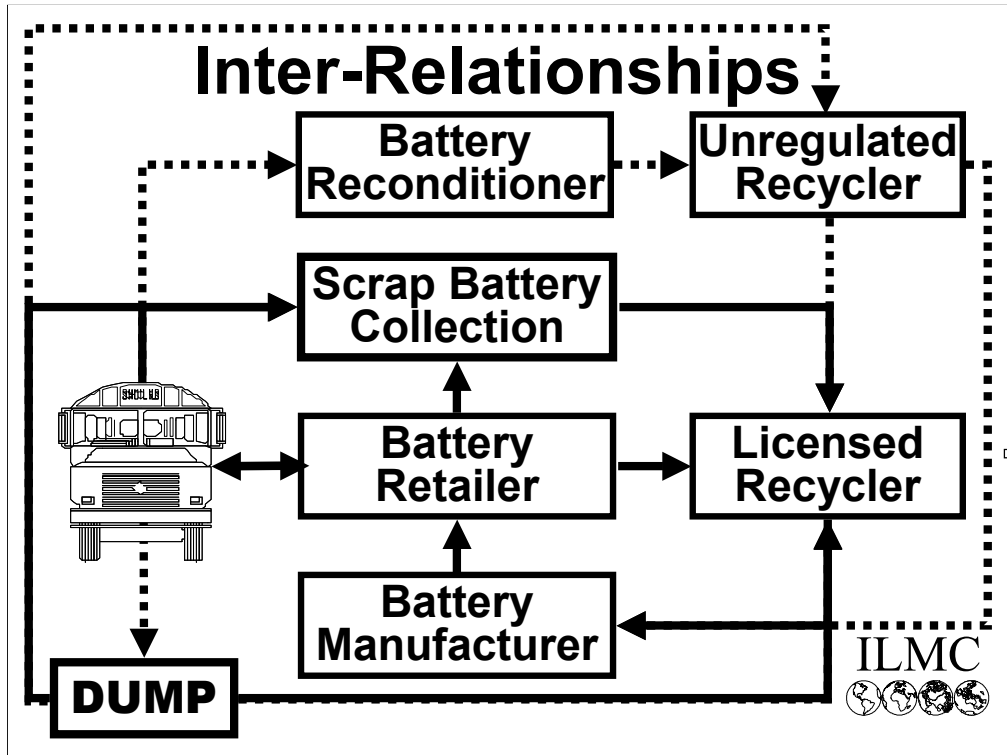 Inter-Relationships
Battery
Reconditioner
Unregulated
Recycler
Scrap Battery
Collection
Battery
Retailer
Licensed
Recycler
Battery
Manufacturer
DUMP
ILMC